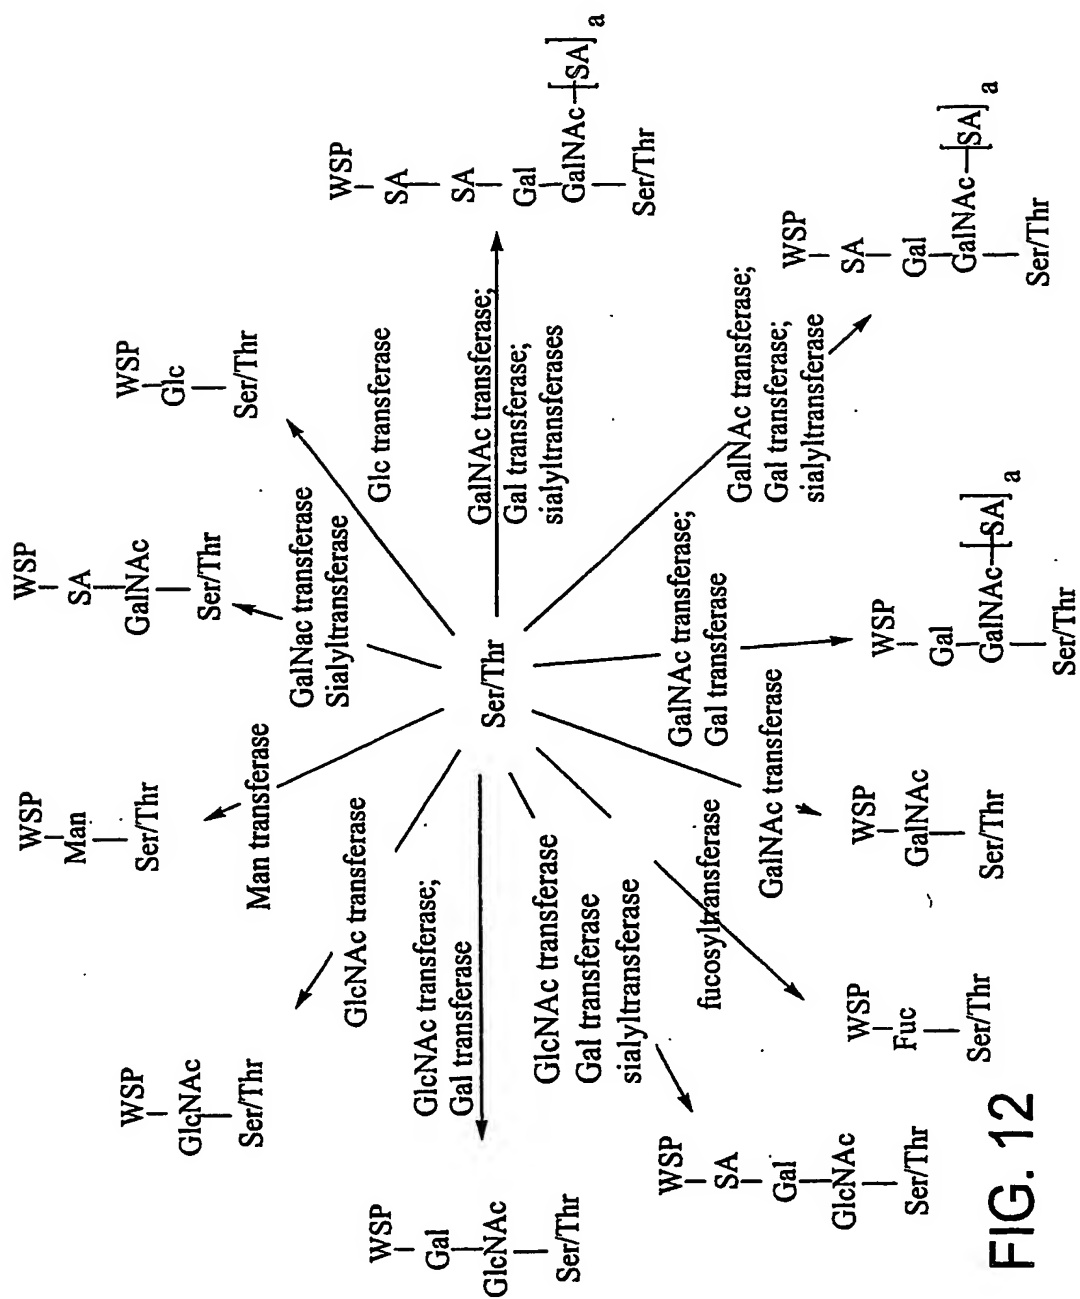 WSP
GlcNAc
Ser/Thr
WSP
Man
Ser/Thr
WSP
SA
GalNAc
Ser/Thr
WSP
Glc
Ser/Thr
WSP
SA
SA
Gal
GalNAc-[SA]a
Ser/Thr
GlcNAc transferase
Man transferase
GalNac transferase
Sialyltransferase
Glc transferase
GalNAc transferase;
Gal transferase;
sialyltransferases
WSP
Gal
GlcNAc
Ser/Thr
GlcNAc transferase;
Gal transferase
Ser/Thr
GlcNAc transferase
Gal transferase
sialyltransferase
fucosyltransferase
GalNAc transferase
GalNAc transferase;
Gal transferase
GalNAc transferase;
Gal transferase;
sialyltransferase
WSP
SA
Gal
GlcNAc
Ser/Thr
WSP
Fuc
Ser/Thr
WSP
GalNAc
Ser/Thr
WSP
Gal
GalNAc-[SA]a
Ser/Thr
WSP
SA
Gal
GalNAc-[SA]a
Ser/Thr
FIG. 12